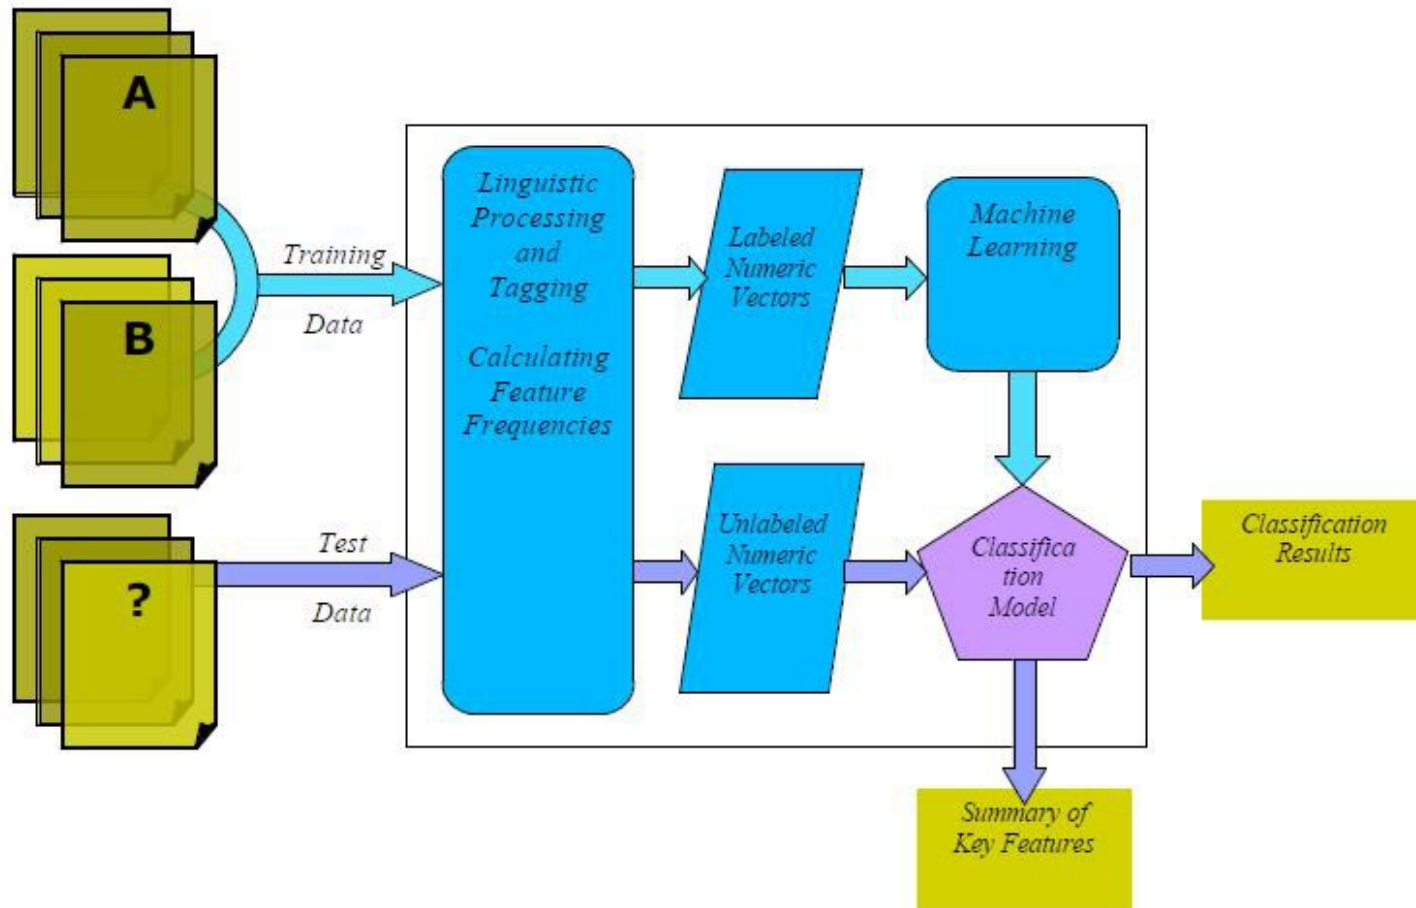 A
B
?
Training
Data
Test
Data
Linguistic
Processing
and
Tagging
Calculating
Feature
Frequencies
Labeled
Numeric
Vectors
Unlabeled
Numeric
Vectors
Machine
Learning
Classifica
tion
Model
Classification
Results
Summary of
Key Features